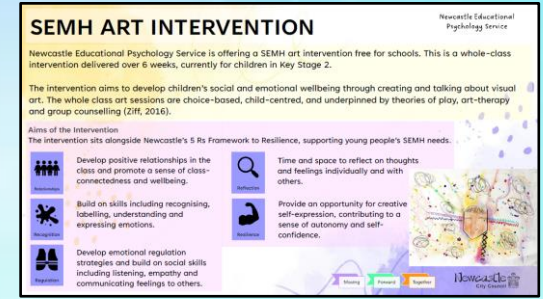 SEMH ART INTERVENTION
Newcastle Educational
Psychology Service
Newcastle Educational Psychology Service is offering a SEMH art intervention free for schools. This is a whole-class
intervention delivered over 6 weeks, currently for children in Key Stage 2.
The intervention aims to develop children's social and emotional wellbeing through creating and talking about visual
art. The whole class art sessions are choice-based, child-centred, and underpinned by theories of play, art-therapy
and group counselling (Ziff, 2016).
Aims of the Intervention
The intervention sits alongside Newcastle's 5 Rs Framework to Resilience, supporting young people's SEMH needs.
Develop positive relationships in the
class and promote a sense of class-
connectedness and wellbeing.
Relationships
Build on skills including recognising,
labelling, understanding and
expressing emotions.
Recognition
Develop emotional regulation
strategies and build on social skills
including listening, empathy and
communicating feelings to others.
Regulation
Time and space to reflect on thoughts
and feelings individually and with
others.
Reflection
Provide an opportunity for creative
self-expression, contributing to a
sense of autonomy and self-
confidence.
Resilience
Moving
Forward
Together
Newcastle
City Council